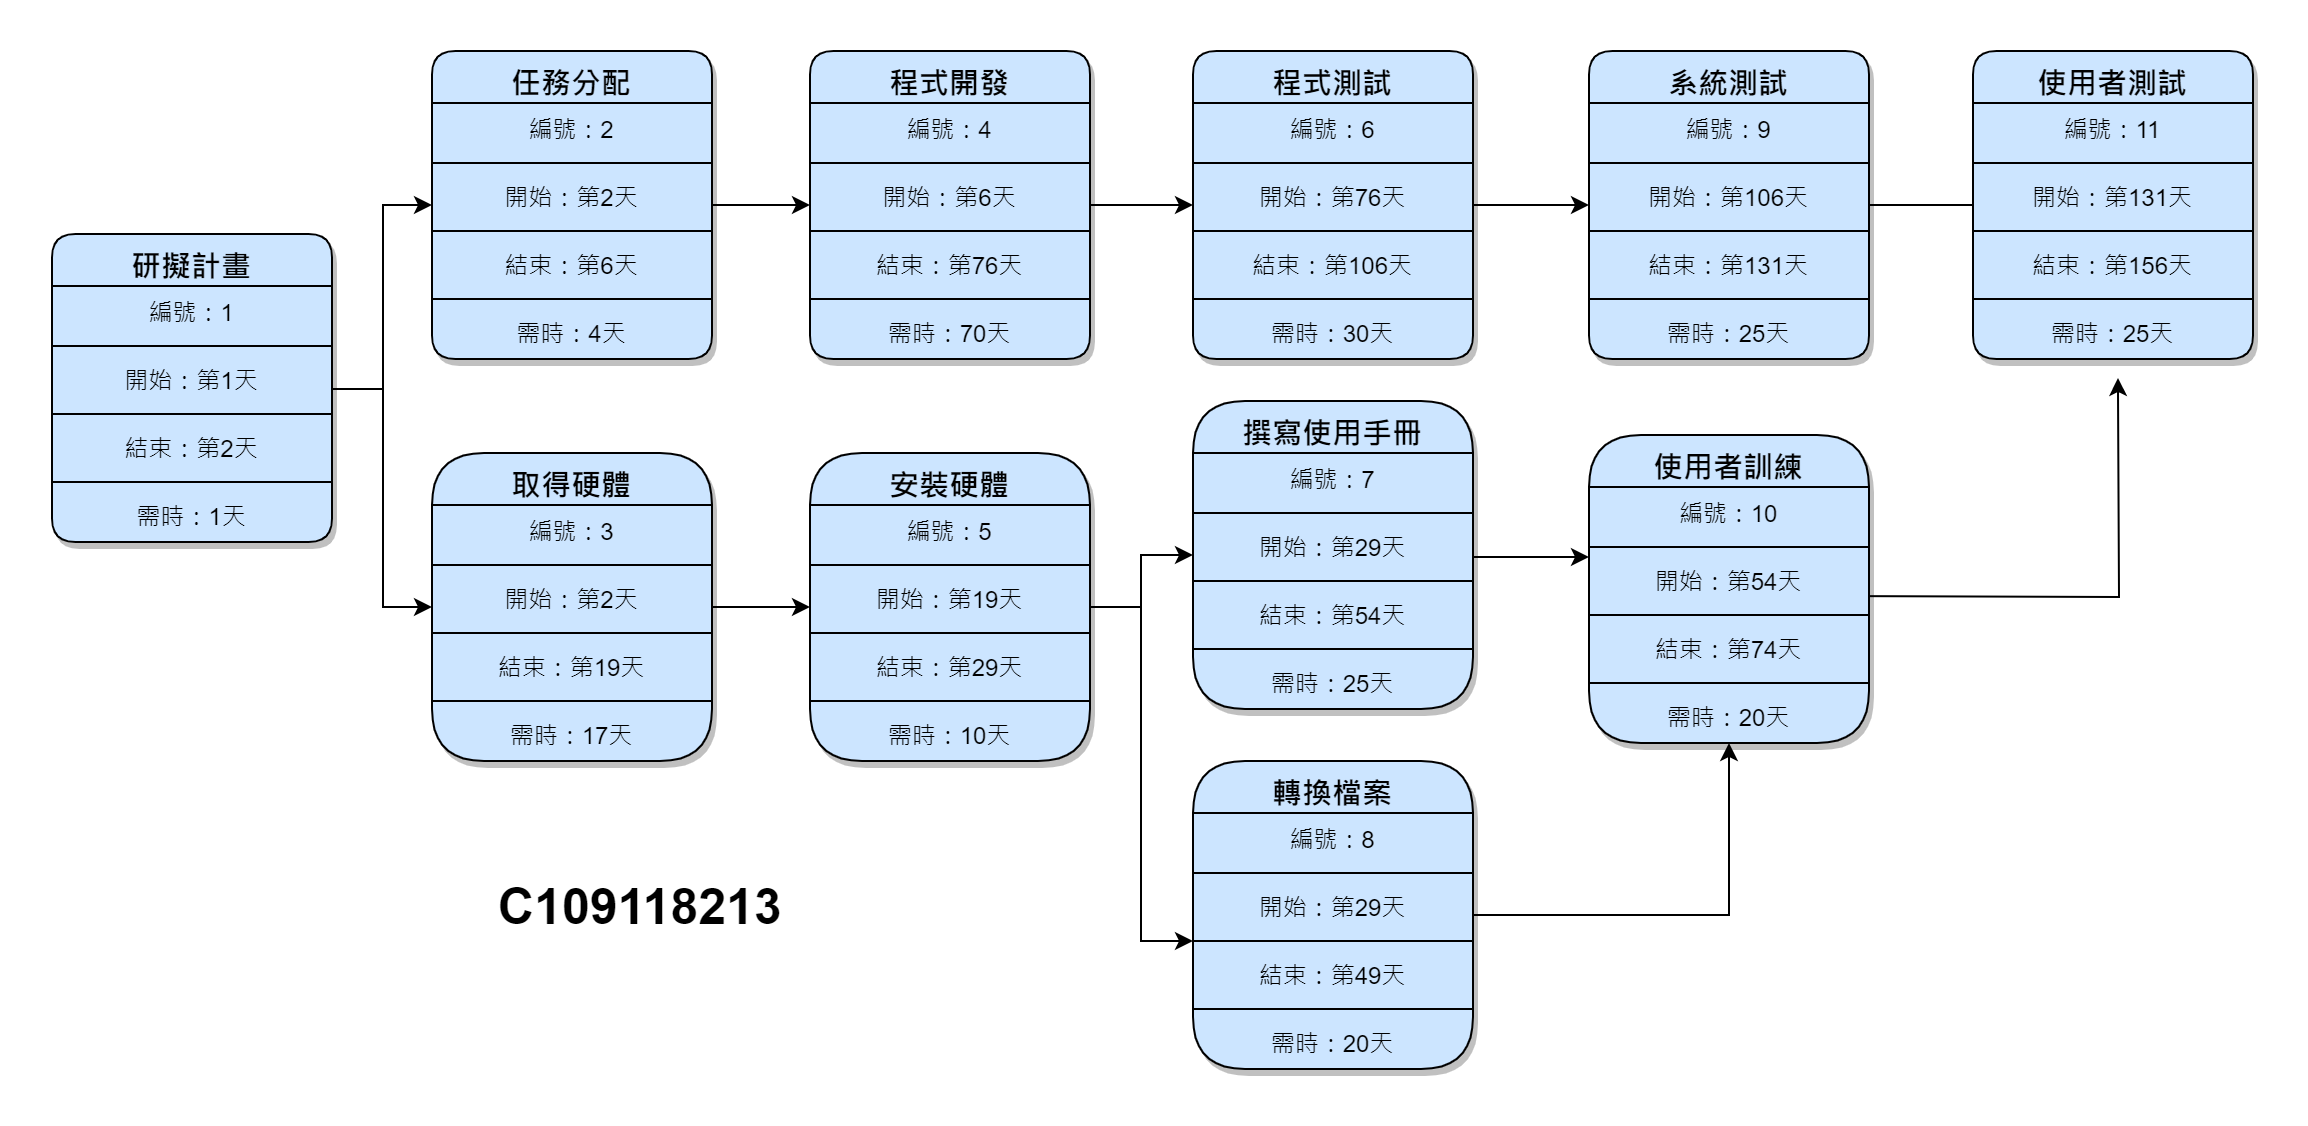 研擬計畫
編號：1
開始：第1天
結束：第2天
需時：1天
任務分配
編號：2
開始：第2天
結束：第6天
需時：4天
程式開發
編號：4
開始：第6天
結束：第76天
需時：70天
程式測試
編號：6
開始：第76天
結束：第106天
需時：30天
系統測試
編號：9
開始：第106天
結束：第131天
需時：25天
使用者測試
編號：11
開始：第131天
結束：第156天
需時：25天
取得硬體
編號：3
開始：第2天
結束：第19天
需時：17天
安裝硬體
編號：5
開始：第19天
結束：第29天
需時：10天
撰寫使用手冊
編號：7
開始：第29天
結束：第54天
需時：25天
使用者訓練
編號：10
開始：第54天
結束：第74天
需時：20天
轉換檔案
編號：8
開始：第29天
結束：第49天
需時：20天
C109118213